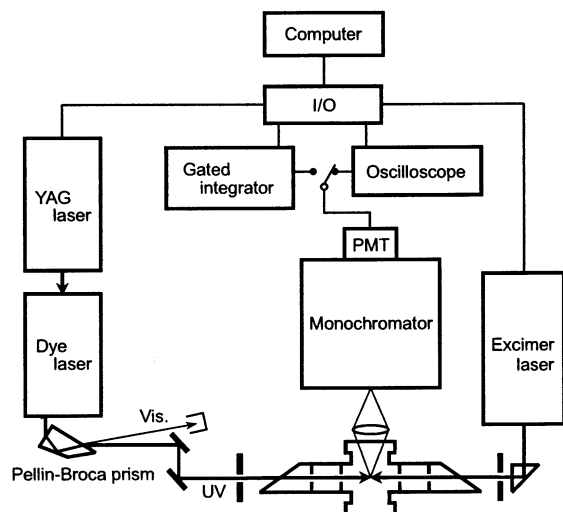 Computer
I/O
Gated
integrator
Oscilloscope
YAG
laser
PMT
Monochromator
Dye
laser
Excimer
laser
Vis.
Pellin-Broca prism
UV